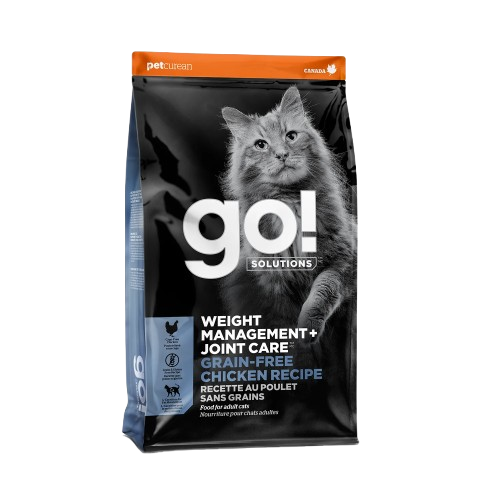 petcurean
CANADA
go!
SOLUTIONS
WEIGHT
MANAGEMENT+
JOINT CARE
GRAIN-FREE
CHICKEN RECIPE
RECETTE AU POULET
SANS GRAINS
Food for adult cats
Nourriture pour chats adultes